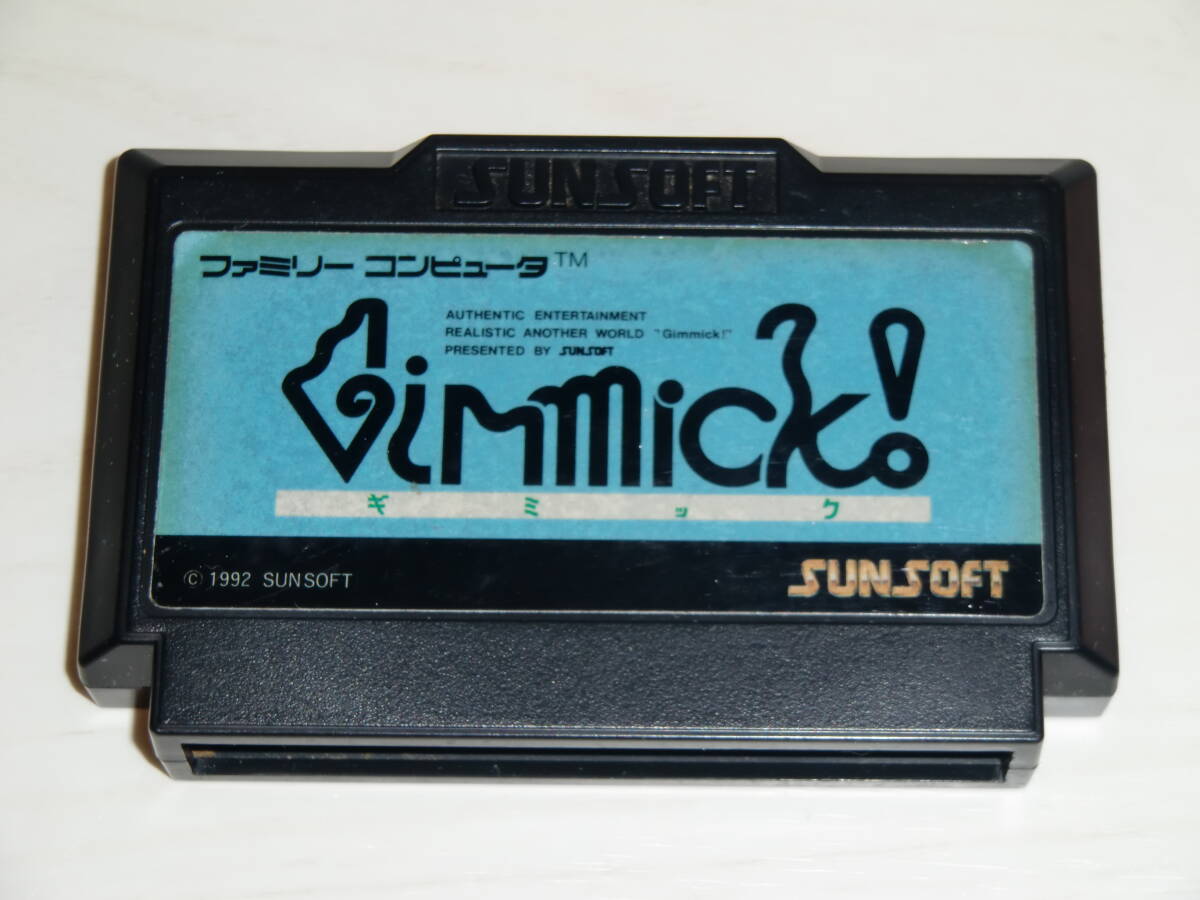 SUNSOFT
ファミリー コンピュータ™
AUTHENTIC ENTERTAINMENT
REALISTIC ANOTHER WORLD "Gimmick!"
PRESENTED BY SUNSOFT
Gimmick!
ギミック
© 1992 SUNSOFT
SUNSOFT